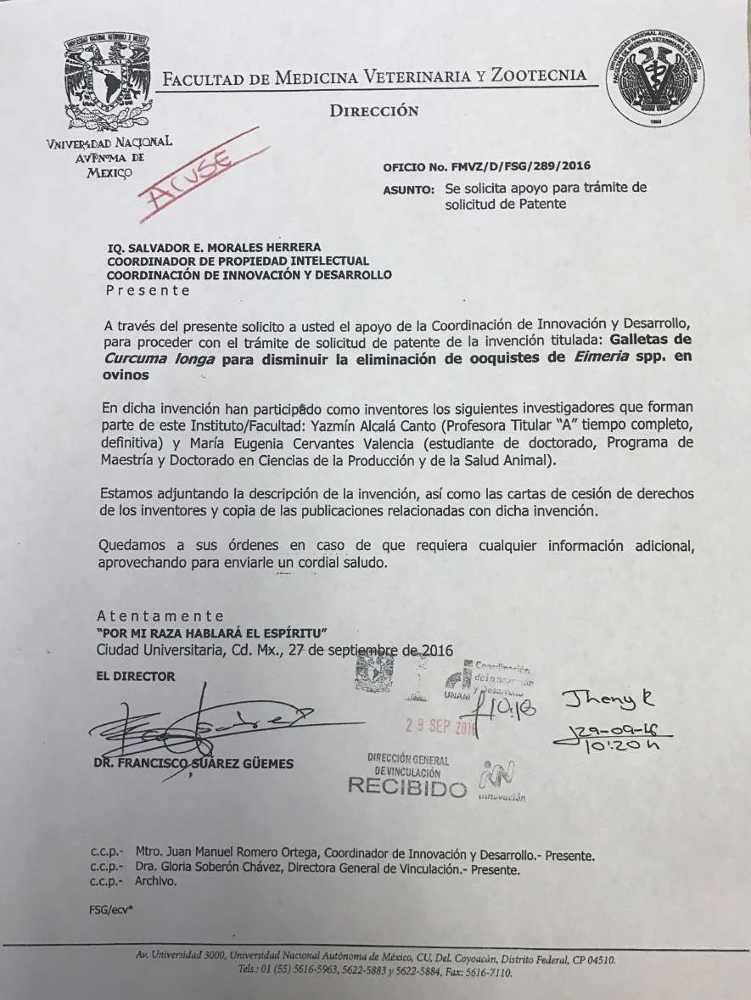 UNIVERSIDAD NACIONAL AUTONOMA DE MEXICO
FACULTAD DE MEDICINA VETERINARIA Y ZOOTECNIA
DIRECCIÓN
VNIVERSDAD NACIONAL
AVTNOMA DE
MEXICO
ACUSE
OFICIO No. FMVZ/D/FSG/289/2016
ASUNTO: Se solicita apoyo para trámite de
solicitud de Patente
IQ. SALVADOR E. MORALES HERRERA
COORDINADOR DE PROPIEDAD INTELECTUAL
COORDINACIÓN DE INNOVACIÓN Y DESARROLLO
Presente
A través del presente solicito a usted el apoyo de la Coordinación de Innovación y Desarrollo,
para proceder con el trámite de solicitud de patente de la invención titulada: Galletas de
Curcuma longa para disminuir la eliminación de ooquistes de Eimeria spp. en
ovinos
En dicha invención han participado como inventores los siguientes investigadores que forman
parte de este Instituto/Facultad: Yazmín Alcalá Canto (Profesora Titular “A” tiempo completo,
definitiva) y María Eugenia Cervantes Valencia (estudiante de doctorado, Programa de
Maestría y Doctorado en Ciencias de la Producción y de la Salud Animal).
Estamos adjuntando la descripción de la invención, así como las cartas de cesión de derechos
de los inventores y copia de las publicaciones relacionadas con dicha invención.
Quedamos a sus órdenes en caso de que requiera cualquier información adicional,
aprovechando para enviarle un cordial saludo.
Atentamente
“POR MI RAZA HABLARÁ EL ESPÍRITU”
Ciudad Universitaria, Cd. Mx., 27 de septiembre de 2016
EL DIRECTOR
DR. FRANCISCO SUÁREZ GÜEMES
Coordinación
de Innovación
y Desarrollo
UNAM
29 SEP 2016
DIRECCIÓN GENERAL
DE VINCULACIÓN
RECIBIDO
innovación
Jheny R
29-09-16
10:20 h
c.c.p.- Mtro. Juan Manuel Romero Ortega, Coordinador de Innovación y Desarrollo.- Presente.
c.c.p.- Dra. Gloria Soberón Chávez, Directora General de Vinculación.- Presente.
c.c.p.- Archivo.
FSG/ecv*
Av. Universidad 3000, Universidad Nacional Autónoma de México, CU, Del. Coyoacán, Distrito Federal, CP 04510.
Tels.: 01 (55) 5616-5963, 5622-5883 y 5622-5884, Fax: 5616-7110.